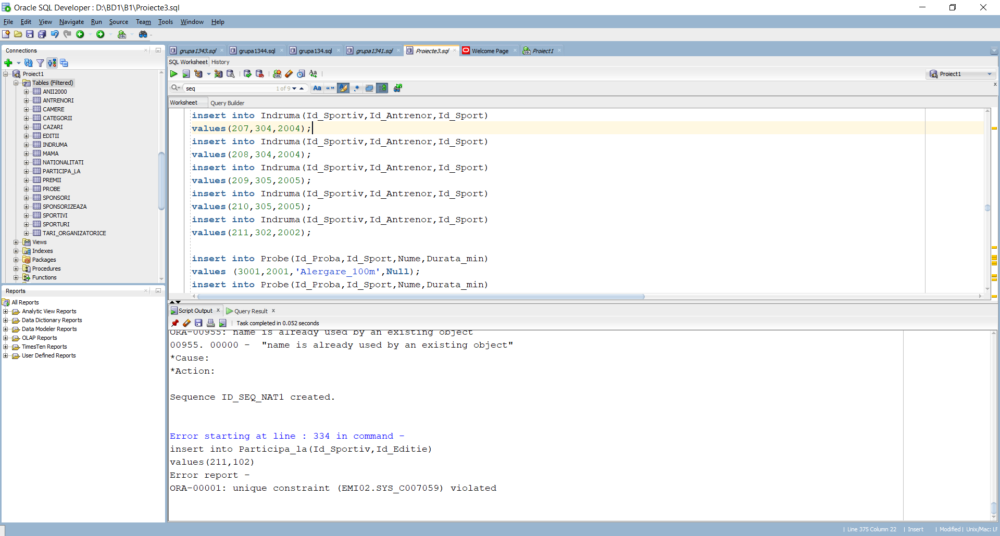 Oracle SQL Developer : D:\BD1\B1\Proiecte3.sql
File Edit View Navigate Run Source Team Tools Window Help
Connections
Proiect1
Tables (Filtered)
ANII2000
ANTRENORI
CAMERE
CATEGORII
CAZARI
EDITII
INDRUMA
MAMA
NATIONALITATI
PARTICIPA_LA
PREMII
PROBE
SPONSORI
SPONSORIZEAZA
SPORTIVI
SPORTURI
TARI_ORGANIZATORICE
Views
Indexes
Packages
Procedures
Functions
Reports
All Reports
Analytic View Reports
Data Dictionary Reports
Data Modeler Reports
OLAP Reports
TimesTen Reports
User Defined Reports
grupa1343.sql grupa1344.sql grupa134.sql grupa1341.sql Proiecte3.sql Welcome Page Proiect1
SQL Worksheet History
Proiect1
seq 1 of 9
Worksheet Query Builder
insert into Indruma(Id_Sportiv,Id_Antrenor,Id_Sport)
values(207,304,2004);
insert into Indruma(Id_Sportiv,Id_Antrenor,Id_Sport)
values(208,304,2004);
insert into Indruma(Id_Sportiv,Id_Antrenor,Id_Sport)
values(209,305,2005);
insert into Indruma(Id_Sportiv,Id_Antrenor,Id_Sport)
values(210,305,2005);
insert into Indruma(Id_Sportiv,Id_Antrenor,Id_Sport)
values(211,302,2002);
insert into Probe(Id_Proba,Id_Sport,Nume,Durata_min)
values (3001,2001,'Alergare_100m',Null);
insert into Probe(Id_Proba,Id_Sport,Nume,Durata_min)
Script Output Query Result
Task completed in 0.052 seconds
ORA-00955: name is already used by an existing object
00955. 00000 -  "name is already used by an existing object"
*Cause:
*Action:
Sequence ID_SEQ_NAT1 created.
Error starting at line : 334 in command -
insert into Participa_la(Id_Sportiv,Id_Editie)
values(211,102)
Error report -
ORA-00001: unique constraint (EMI02.SYS_C007059) violated
Line 375 Column 22 | Insert | Modified | Unix/Mac: LF